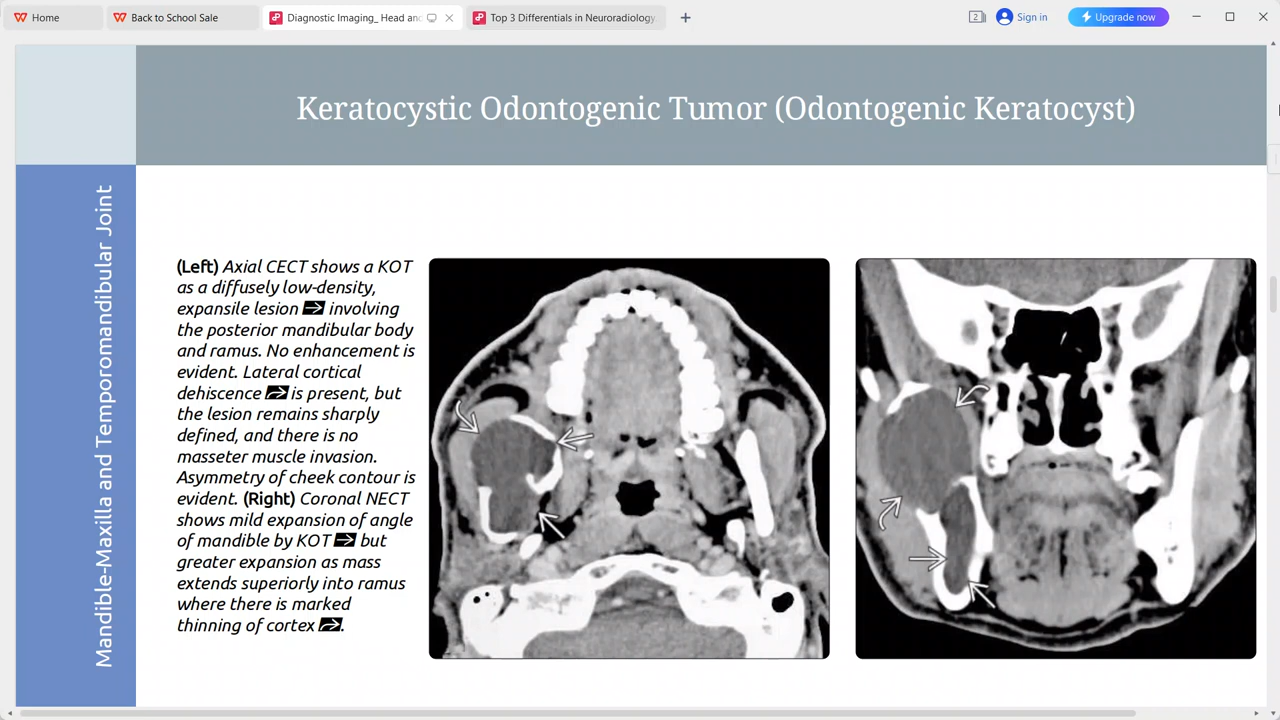 Home
Back to School Sale
Diagnostic Imaging_ Head an
Top 3 Differentials in Neuroradiology
2
Sign in
Upgrade now
Keratocystic Odontogenic Tumor (Odontogenic Keratocyst)
Mandible-Maxilla and Temporomandibular Joint
(Left) Axial CECT shows a KOT
as a diffusely low-density,
expansile lesion involving
the posterior mandibular body
and ramus. No enhancement is
evident. Lateral cortical
dehiscence is present, but
the lesion remains sharply
defined, and there is no
masseter muscle invasion.
Asymmetry of cheek contour is
evident. (Right) Coronal NECT
shows mild expansion of angle
of mandible by KOT but
greater expansion as mass
extends superiorly into ramus
where there is marked
thinning of cortex .